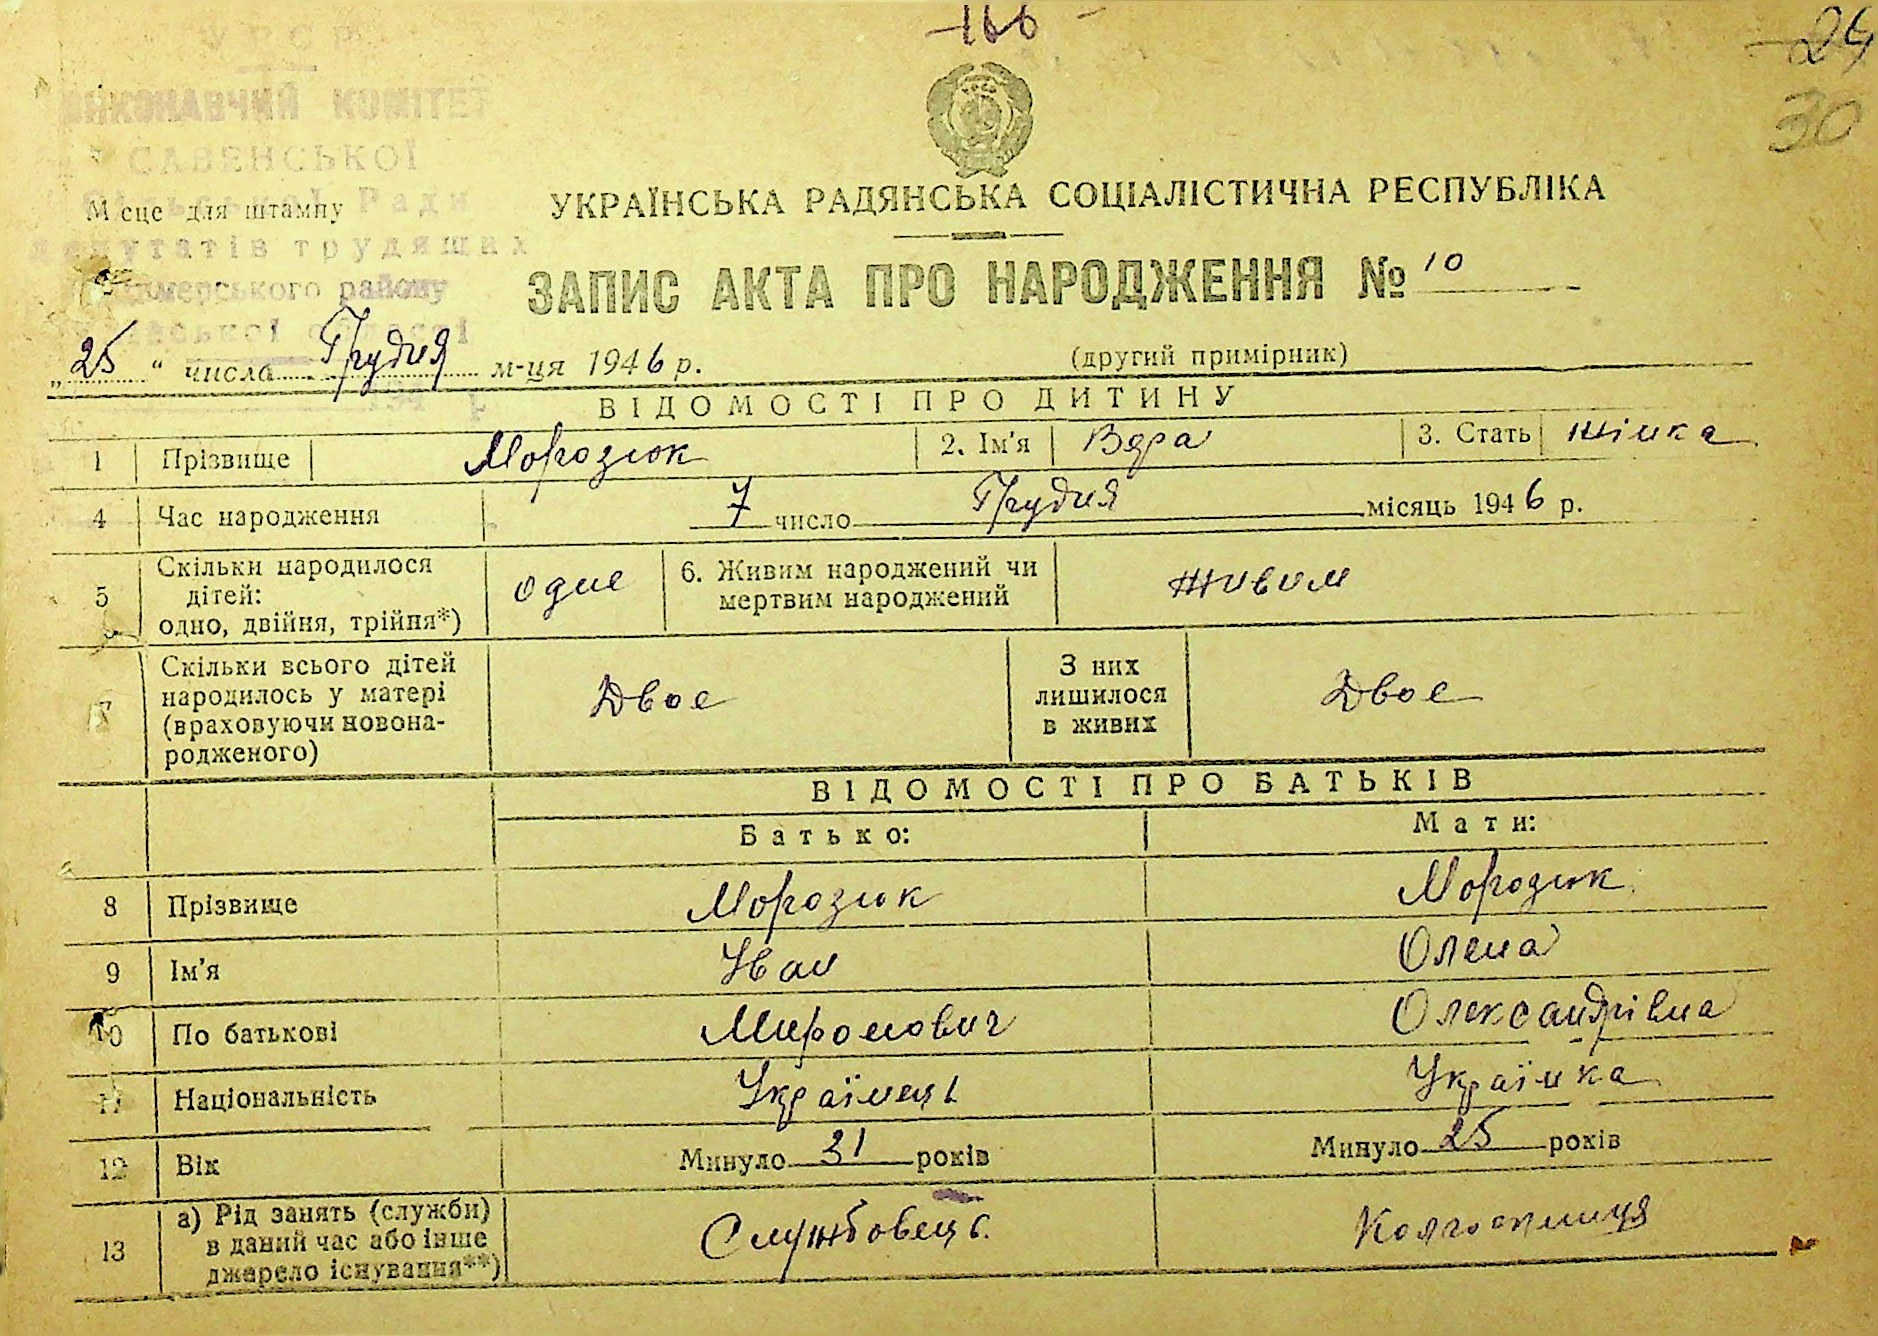 -166-
24
30
УРСР
ВИКОНАВЧИЙ КОМІТЕТ
САВЕНСЬКОЇ
Сільської Ради
Місце для штампу
депутатів трудящих
району
області
УКРАЇНСЬКА РАДЯНСЬКА СОЦІАЛІСТИЧНА РЕСПУБЛІКА
ЗАПИС АКТА ПРО НАРОДЖЕННЯ № 10
„25“ числа Грудня м-ця 1946 р.
(другий примірник)
ВІДОМОСТІ ПРО ДИТИНУ
1 Прізвище Морозюк 2. Ім'я Вєра 3. Стать жінка
4 Час народження 7 число Грудня місяць 1946 р.
5 Скільки народилося дітей: одно, двійня, трійня*) одне 6. Живим народжений чи мертвим народжений живим
7 Скільки всього дітей народилось у матері (враховуючи новонародженого) Двоє З них лишилося в живих Двоє
ВІДОМОСТІ ПРО БАТЬКІВ
Батько: Мати:
8 Прізвище Морозюк Морозюк
9 Ім'я Іван Олена
10 По батькові Миронович Олександрівна
11 Національність Українець Українка
12 Вік Минуло 31 років Минуло 25 років
13 а) Рід занять (служби) в даний час або інше джерело існування**) Службовець Колгоспниця